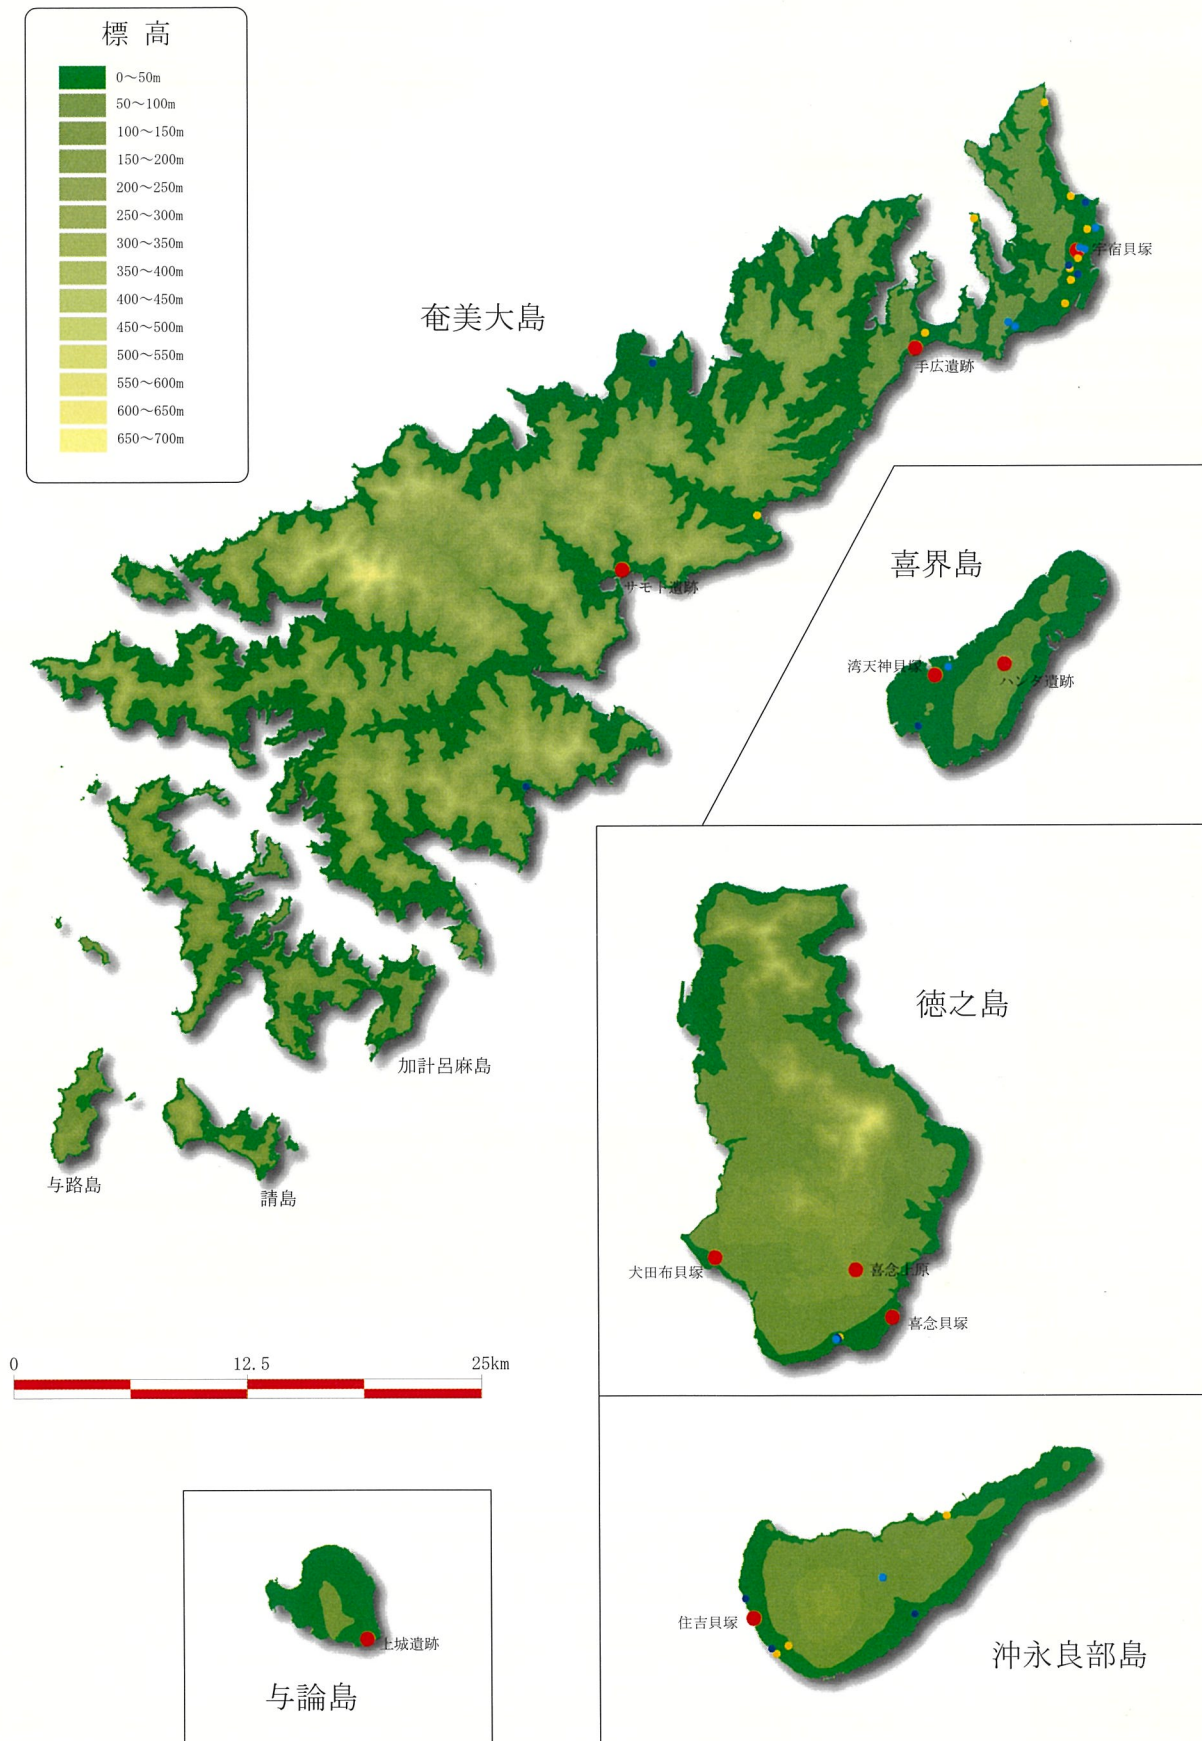 標 高
0～50m
50～100m
100～150m
150～200m
200～250m
250～300m
300～350m
350～400m
400～450m
450～500m
500～550m
550～600m
600～650m
650～700m
奄美大島
宇宿貝塚
手広遺跡
サモト遺跡
喜界島
湾天神貝塚
ハンタ遺跡
徳之島
加計呂麻島
与路島
請島
犬田布貝塚
喜念上原
喜念貝塚
0 12.5 25km
住吉貝塚
沖永良部島
上城遺跡
与論島